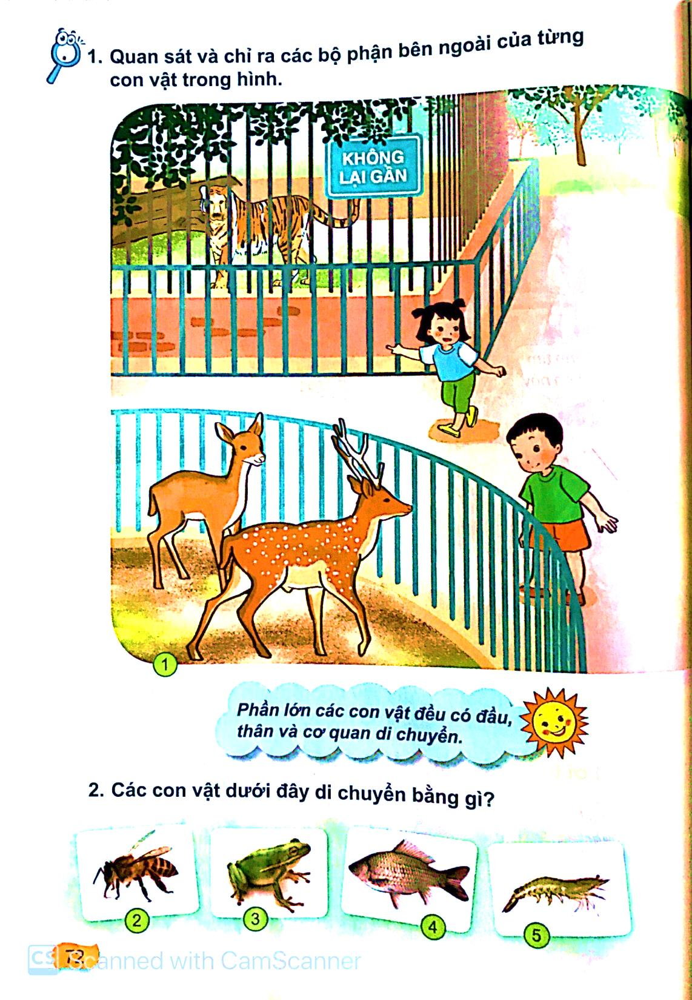 1. Quan sát và chỉ ra các bộ phận bên ngoài của từng
con vật trong hình.
KHÔNG
LẠI GẦN
1
Phần lớn các con vật đều có đầu,
thân và cơ quan di chuyển.
2. Các con vật dưới đây di chuyển bằng gì?
2
3
4
5
72
CS Scanned with CamScanner